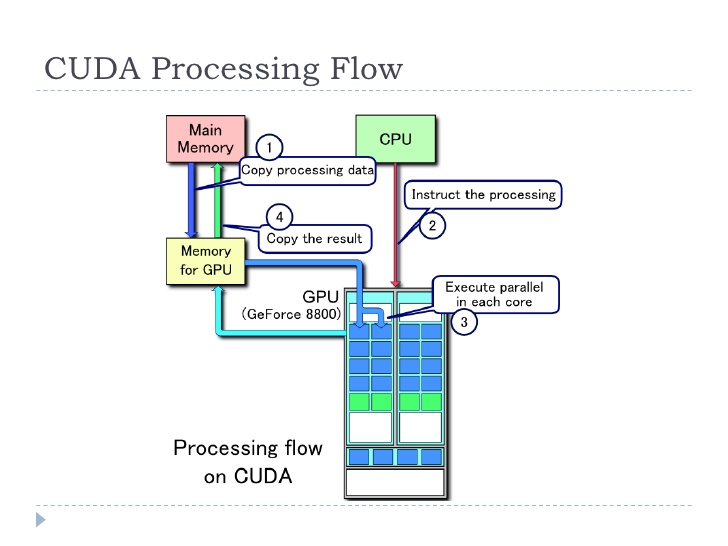 CUDA Processing Flow
Main
Memory
CPU
1
Copy processing data
Instruct the processing
2
4
Copy the result
Memory
for GPU
Execute parallel
in each core
3
GPU
(GeForce 8800)
Processing flow
on CUDA